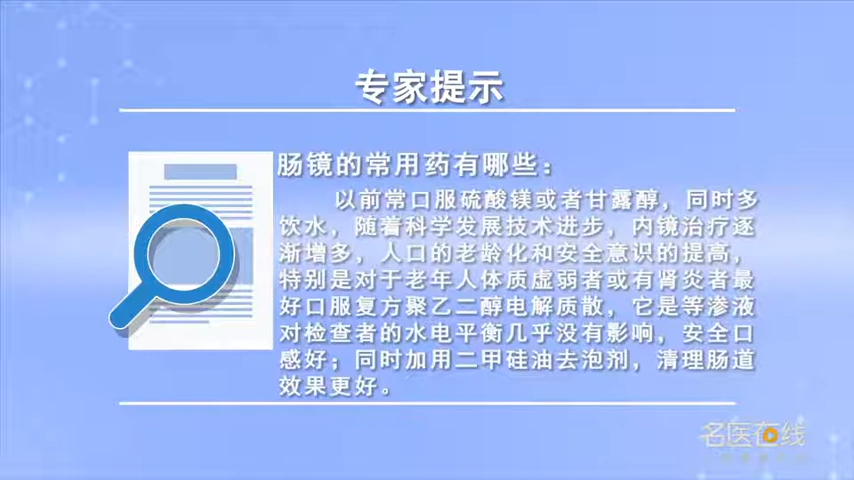 专家提示
肠镜的常用药有哪些：
以前常口服硫酸镁或者甘露醇，同时多
饮水，随着科学发展技术进步，内镜治疗逐
渐增多，人口的老龄化和安全意识的提高，
特别是对于老年人体质虚弱者或有肾炎者最
好口服复方聚乙二醇电解质散，它是等渗液
对检查者的水电平衡几乎没有影响，安全口
感好；同时加用二甲硅油去泡剂，清理肠道
效果更好。
名医在线